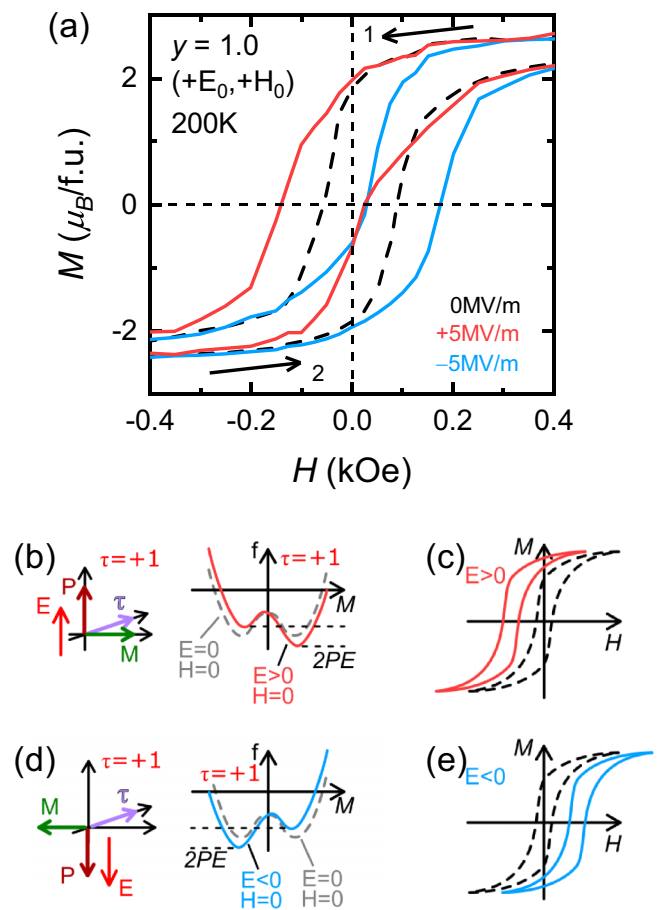 (a)
y = 1.0
(+E₀,+H₀)
200K
1
2
0MV/m
+5MV/m
−5MV/m
2
0
-2
M (μ_B/f.u.)
-0.4 -0.2 0.0 0.2 0.4
H (kOe)
(b)
τ=+1
P
E
τ
M
f
τ=+1
M
E=0
H=0
E>0
H=0
2PE
(c)
M
E>0
H
(d)
τ=+1
M
τ
P
E
f
τ=+1
M
2PE
E<0
H=0
E=0
H=0
(e)
M
E<0
H